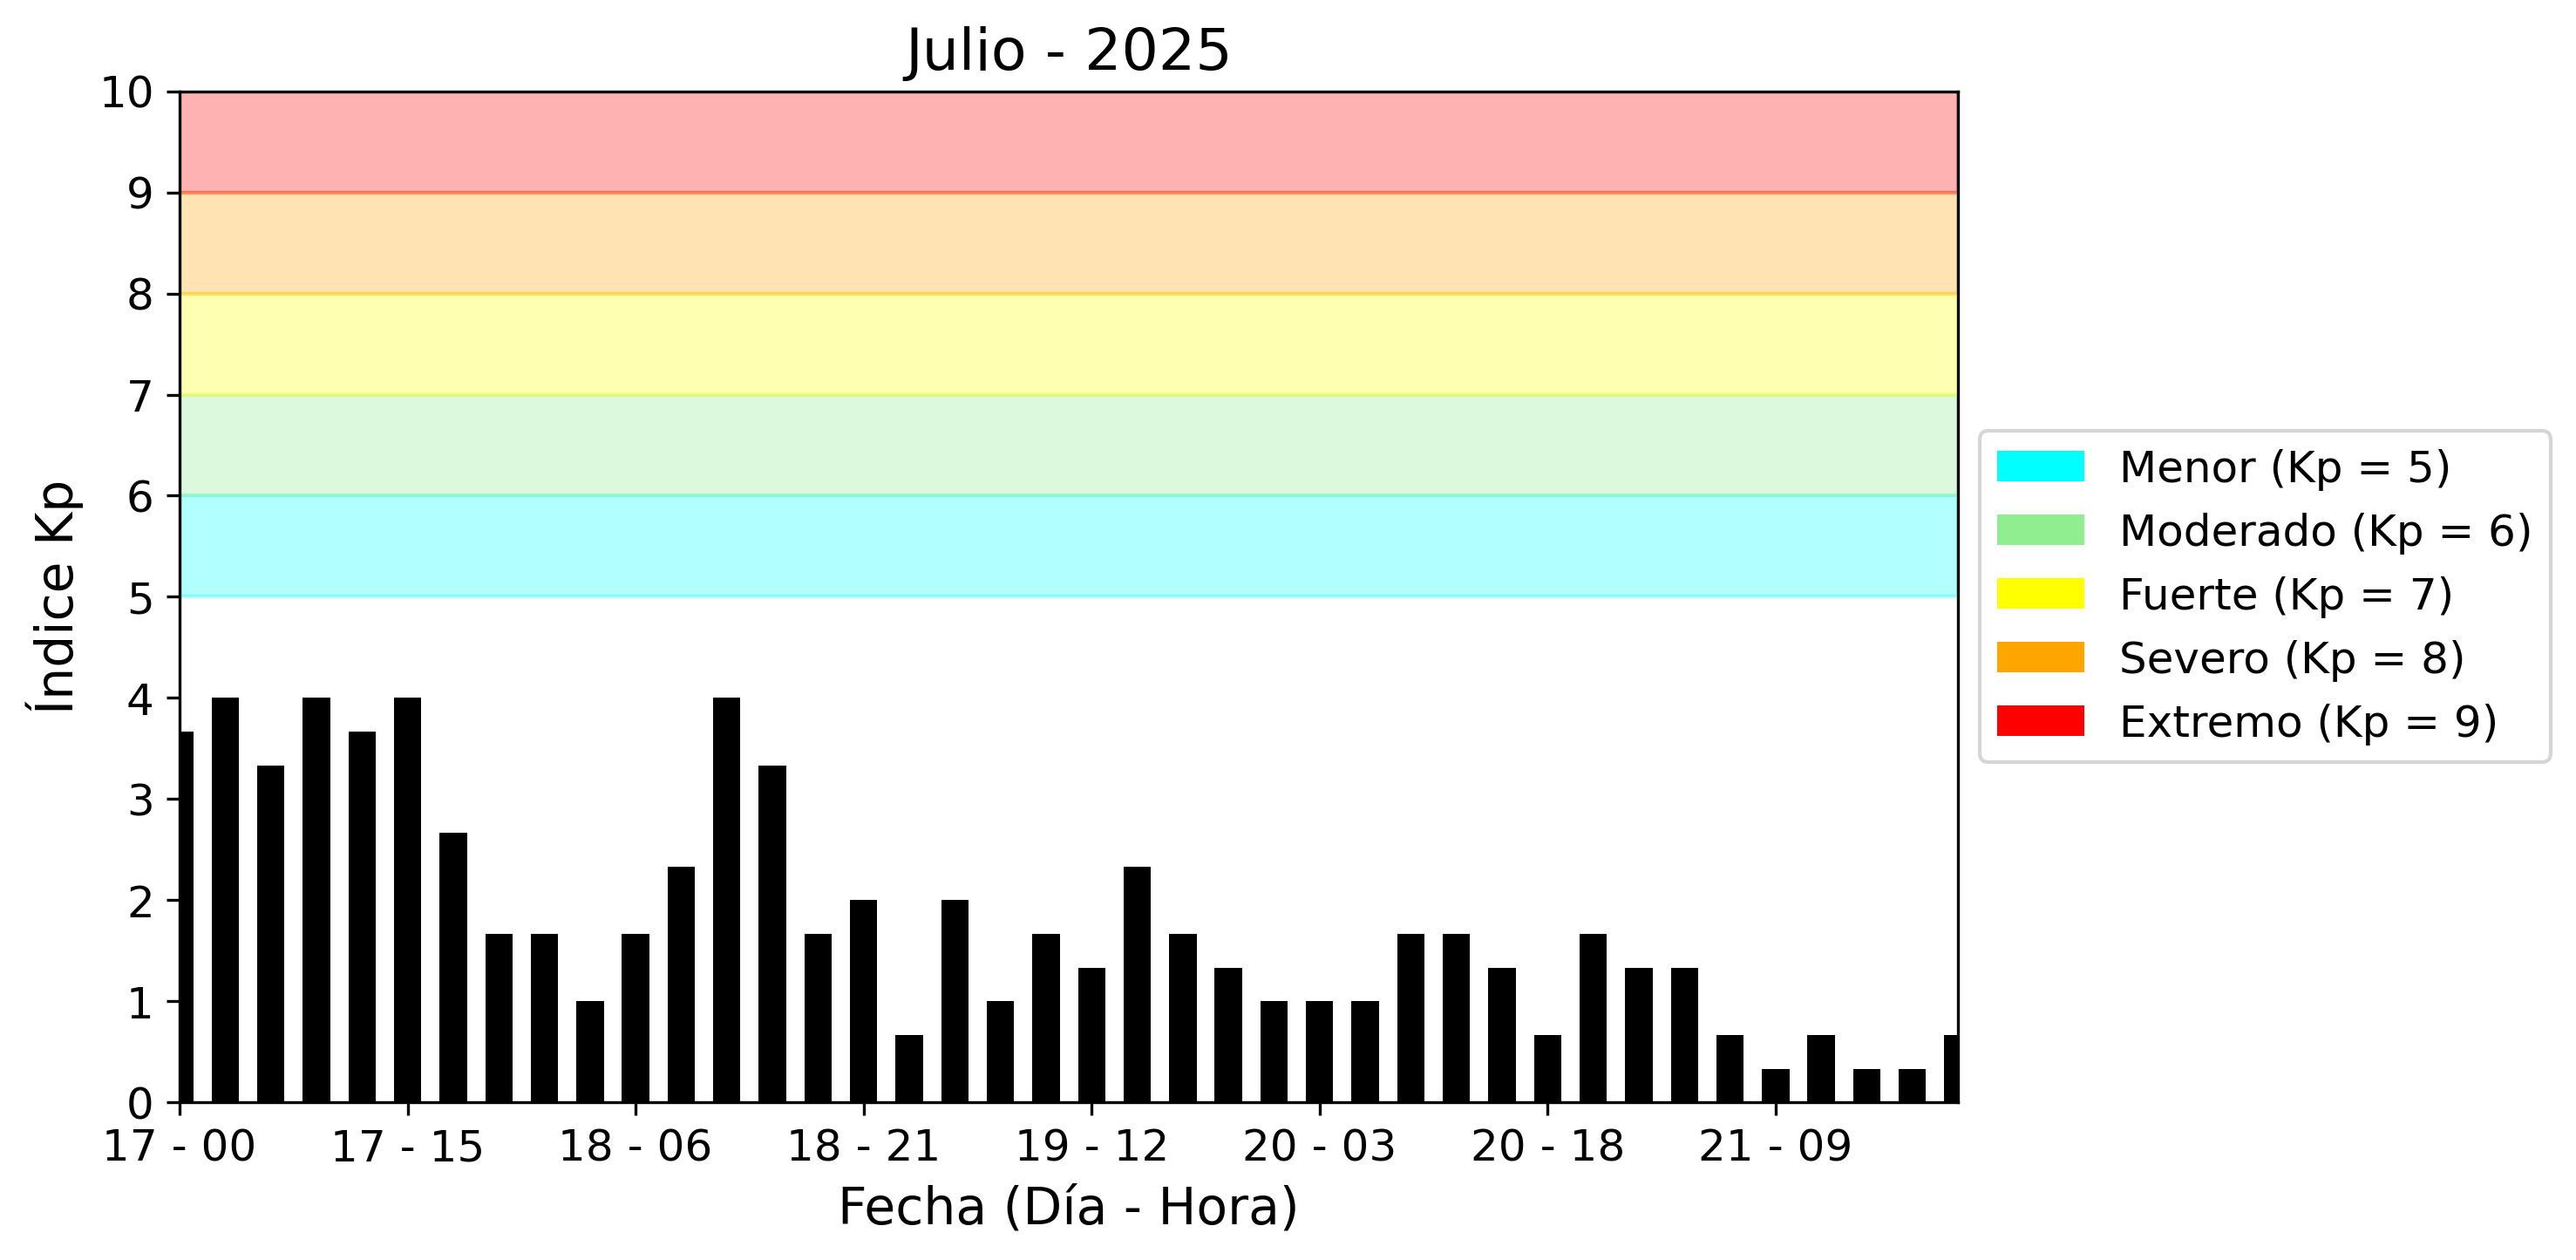 Julio - 2025
10
9
8
7
6
5
4
3
2
1
0
Índice Kp
17 - 00 17 - 15 18 - 06 18 - 21 19 - 12 20 - 03 20 - 18 21 - 09
Fecha (Día - Hora)
Menor (Kp = 5)
Moderado (Kp = 6)
Fuerte (Kp = 7)
Severo (Kp = 8)
Extremo (Kp = 9)